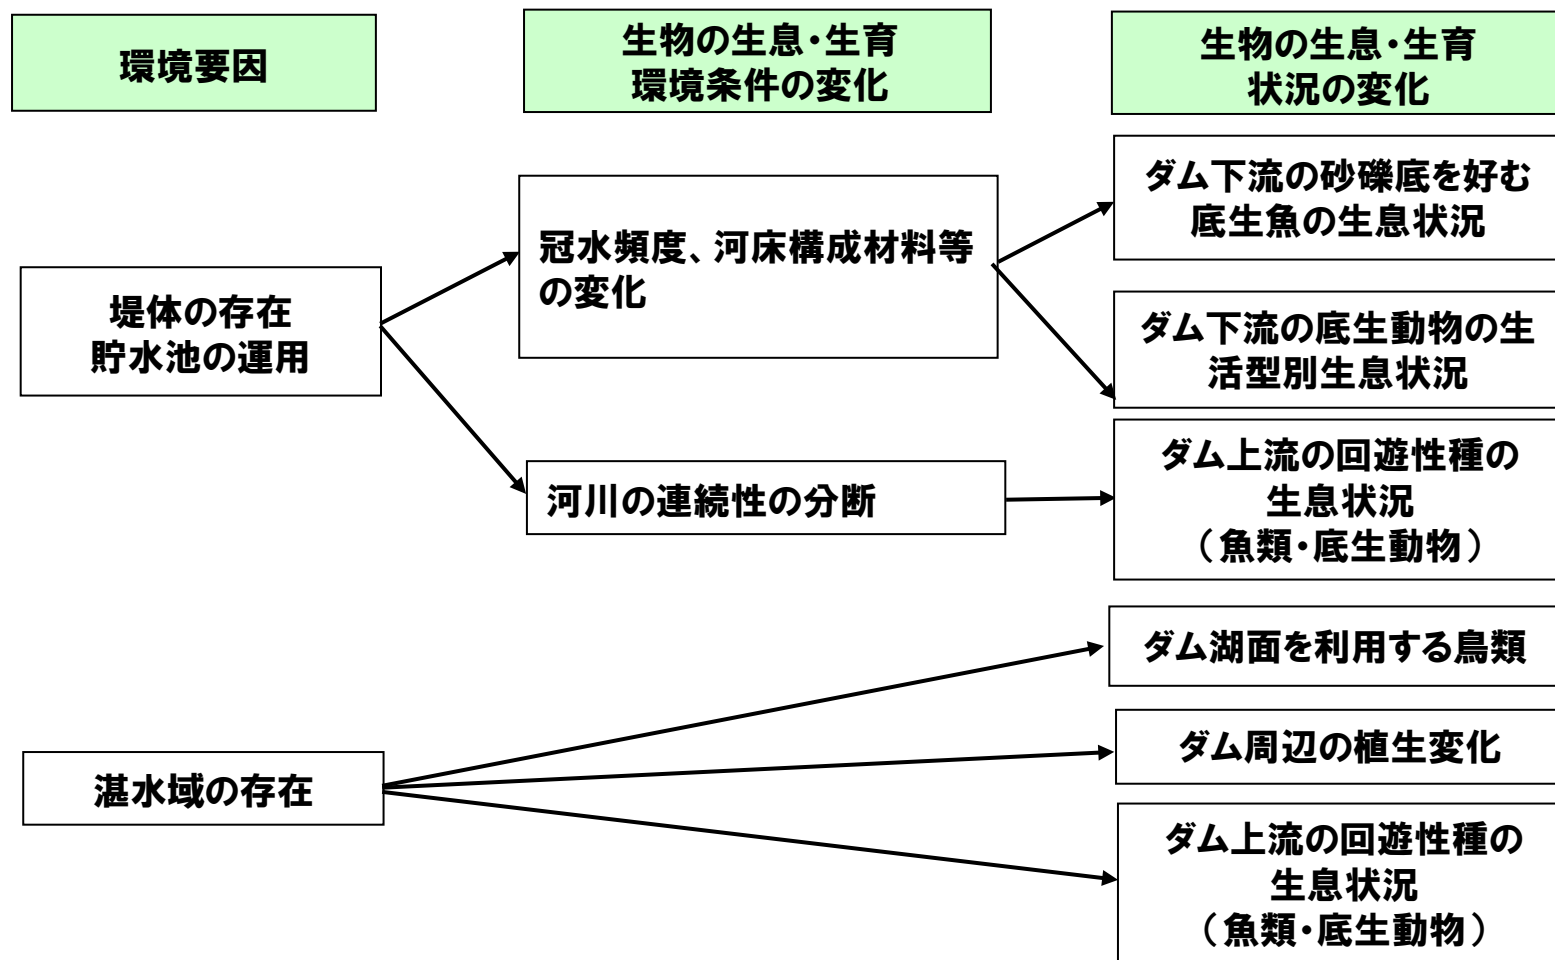 環境要因
生物の生息・生育
環境条件の変化
生物の生息・生育
状況の変化
堤体の存在
貯水池の運用
冠水頻度、河床構成材料等
の変化
河川の連続性の分断
ダム下流の砂礫底を好む
底生魚の生息状況
ダム下流の底生動物の生
活型別生息状況
ダム上流の回遊性種の
生息状況
（魚類・底生動物）
湛水域の存在
ダム湖面を利用する鳥類
ダム周辺の植生変化
ダム上流の回遊性種の
生息状況
（魚類・底生動物）